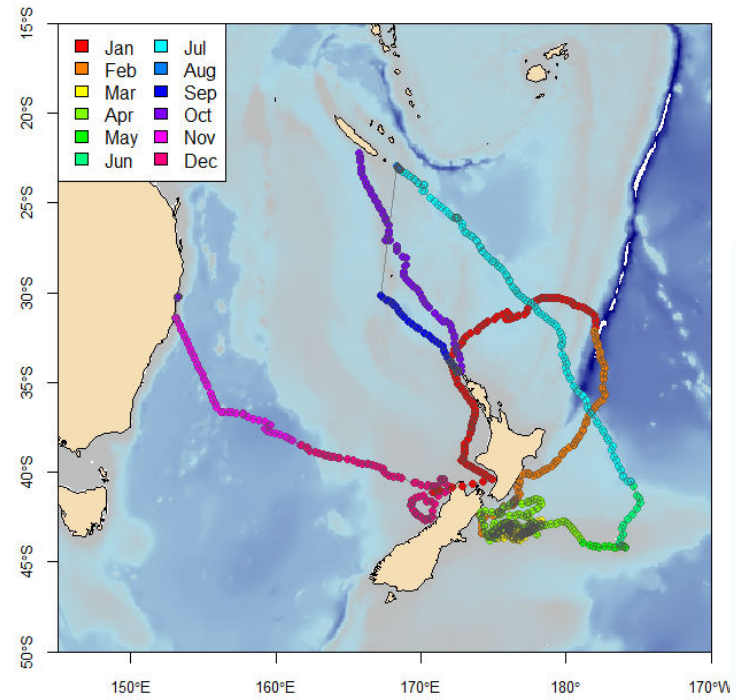 15°S
Jan Jul
Feb Aug
Mar Sep
Apr Oct
May Nov
Jun Dec
20°S
25°S
30°S
35°S
40°S
45°S
50°S
150°E 160°E 170°E 180° 170°W